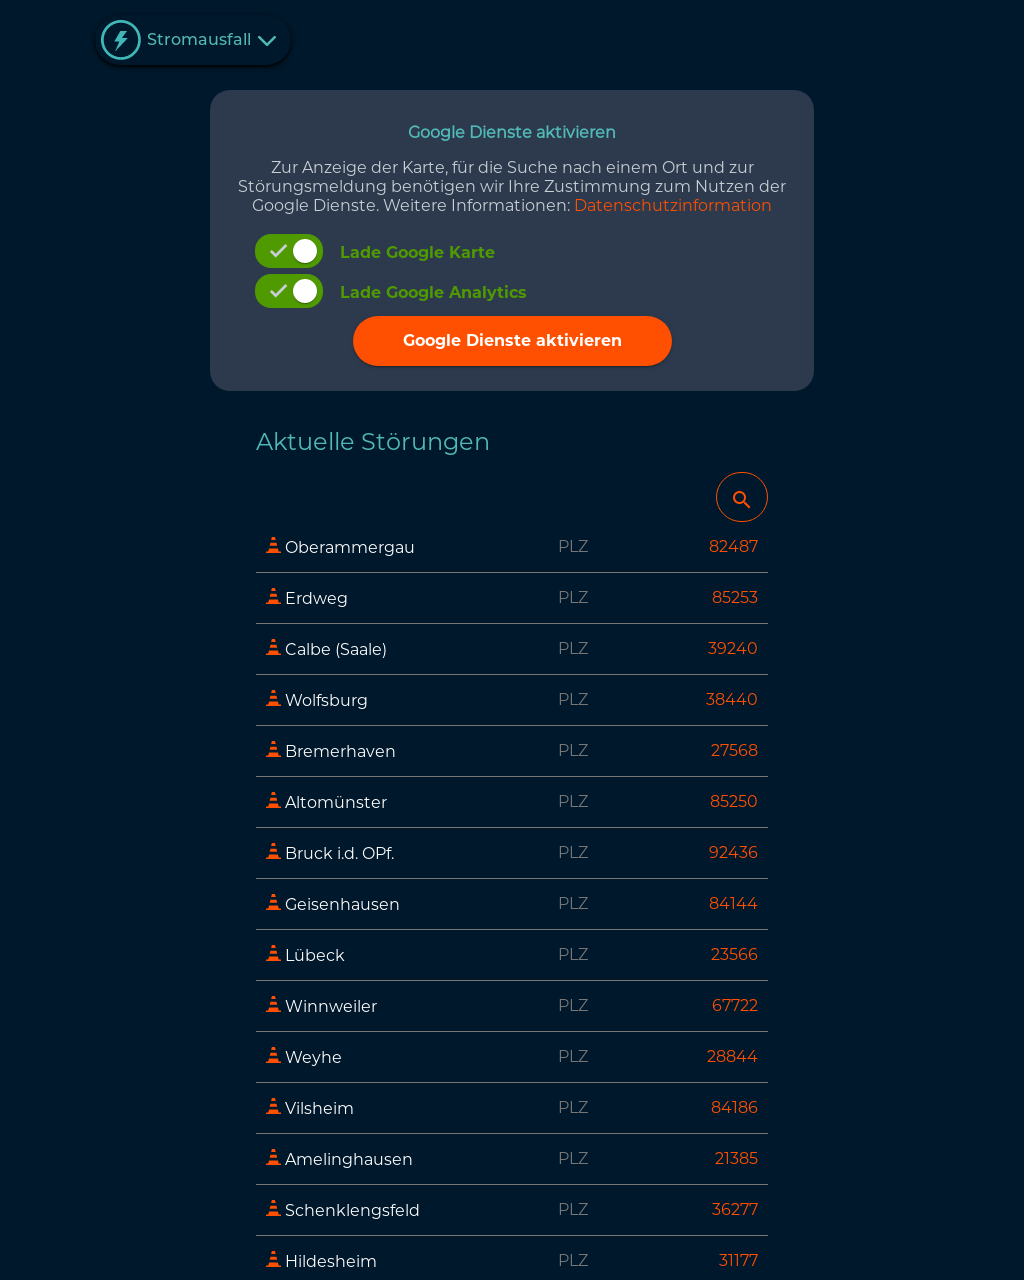 Stromausfall
Google Dienste aktivieren
Zur Anzeige der Karte, für die Suche nach einem Ort und zur
Störungsmeldung benötigen wir Ihre Zustimmung zum Nutzen der
Google Dienste. Weitere Informationen: Datenschutzinformation
Lade Google Karte
Lade Google Analytics
Google Dienste aktivieren
Aktuelle Störungen
Oberammergau PLZ 82487
Erdweg PLZ 85253
Calbe (Saale) PLZ 39240
Wolfsburg PLZ 38440
Bremerhaven PLZ 27568
Altomünster PLZ 85250
Bruck i.d. OPf. PLZ 92436
Geisenhausen PLZ 84144
Lübeck PLZ 23566
Winnweiler PLZ 67722
Weyhe PLZ 28844
Vilsheim PLZ 84186
Amelinghausen PLZ 21385
Schenklengsfeld PLZ 36277
Hildesheim PLZ 31177